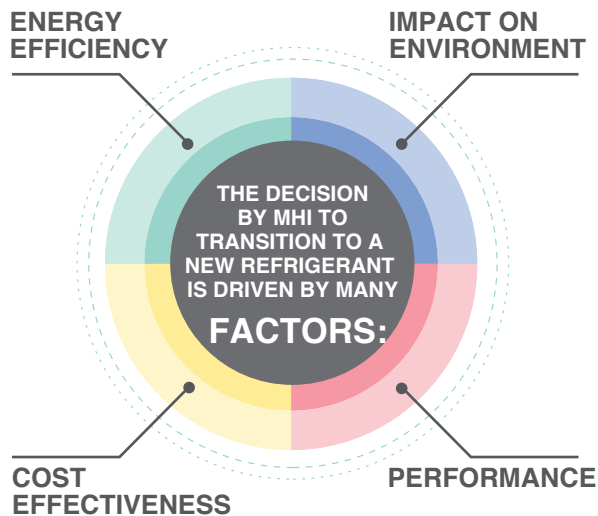 ENERGY
EFFICIENCY
IMPACT ON
ENVIRONMENT
THE DECISION
BY MHI TO
TRANSITION TO A
NEW REFRIGERANT
IS DRIVEN BY MANY
FACTORS:
COST
EFFECTIVENESS
PERFORMANCE